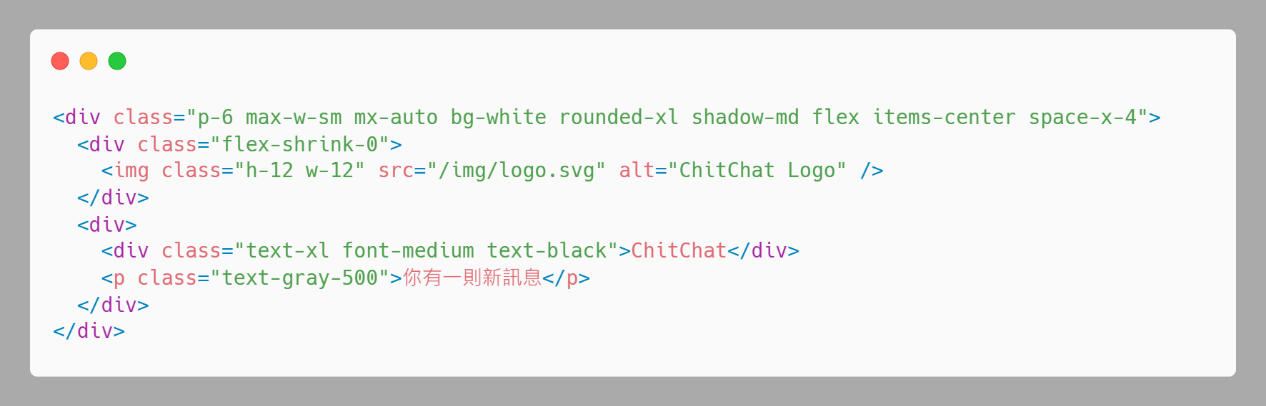 <div class="p-6 max-w-sm mx-auto bg-white rounded-xl shadow-md flex items-center space-x-4">
  <div class="flex-shrink-0">
    <img class="h-12 w-12" src="/img/logo.svg" alt="ChitChat Logo" />
  </div>
  <div>
    <div class="text-xl font-medium text-black">ChitChat</div>
    <p class="text-gray-500">你有一則新訊息</p>
  </div>
</div>